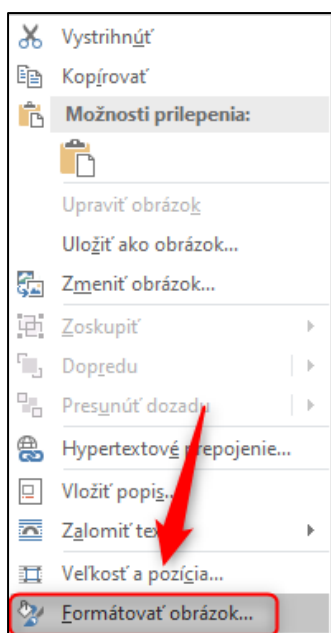 Vystrihnúť
Kopírovať
Možnosti prilepenia:
Upraviť obrázok
Uložiť ako obrázok...
Zmeniť obrázok...
Zoskupiť
Dopredu
Presunúť dozadu
Hypertextové prepojenie...
Vložiť popis...
Zalomiť
Veľkosť a pozícia...
Formátovať obrázok...